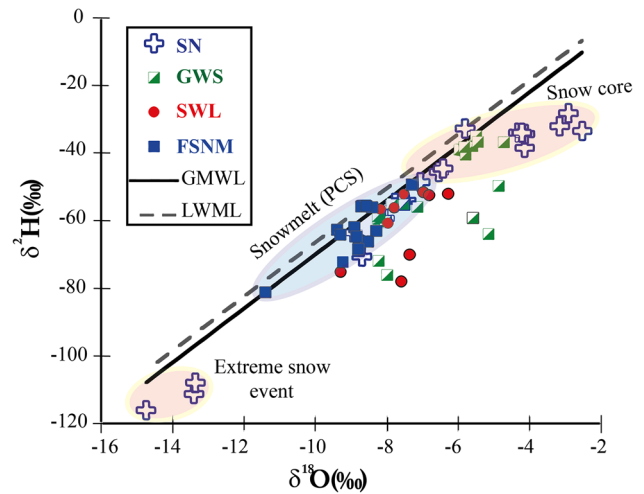 0
-20
-40
-60
-80
-100
-120
δ²H(‰)
SN
GWS
SWL
FSNM
GMWL
LWML
Snow core
Snowmelt (PCS)
Extreme snow
event
-16
-14
-12
-10
-8
-6
-4
-2
δ¹⁸O(‰)